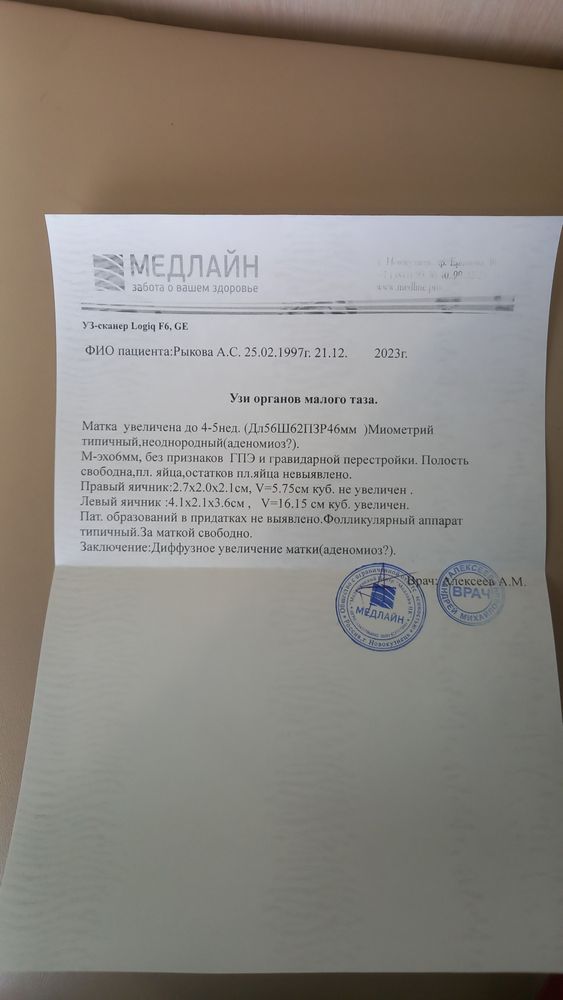 МЕДЛАЙН
забота о вашем здоровье
www.medline.pro
УЗ-сканер Logiq F6, GE
ФИО пациента:Рыкова А.С. 25.02.1997г. 21.12. 2023г.
Узи органов малого таза.
Матка увеличена до 4-5нед. (Дл56Ш62ПЗР46мм )Миометрий
типичный,неоднородный(аденомиоз?).
М-эхо6мм, без признаков ГПЭ и гравидарной перестройки. Полость
свободна,пл. яйца,остатков пл.яйца невыявлено.
Правый яичник:2.7х2.0х2.1см, V=5.75см куб. не увеличен .
Левый яичник :4.1х2.1х3.6см , V=16.15 см куб. увеличен.
Пат. образований в придатках не выявлено.Фолликулярный аппарат
типичный.За маткой свободно.
Заключение:Диффузное увеличение матки(аденомиоз?).
Врач: Алексеев А.М.
МЕДЛАЙН
ВРАЧ